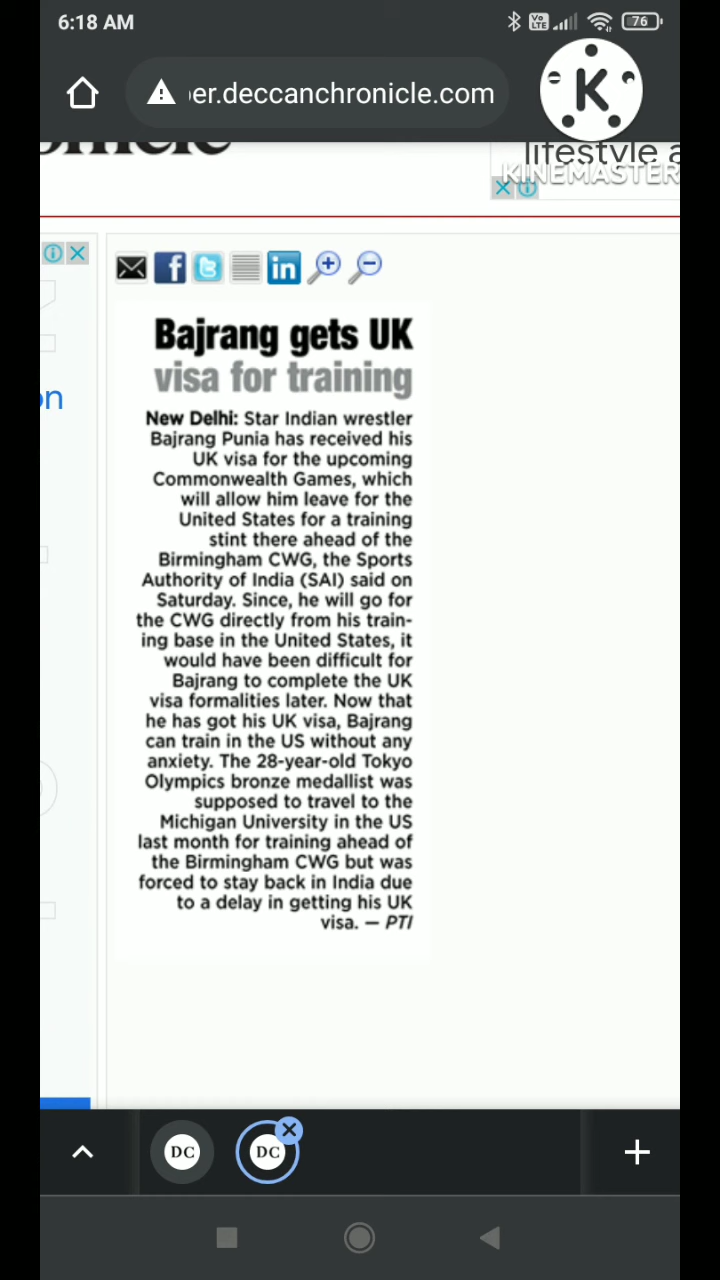 6:18 AM
Vo LTE
76
er.deccanchronicle.com
K
onicle
lifestyle a
KINEMASTER
on
Bajrang gets UK
visa for training
New Delhi: Star Indian wrestler
Bajrang Punia has received his
UK visa for the upcoming
Commonwealth Games, which
will allow him leave for the
United States for a training
stint there ahead of the
Birmingham CWG, the Sports
Authority of India (SAI) said on
Saturday. Since, he will go for
the CWG directly from his train-
ing base in the United States, it
would have been difficult for
Bajrang to complete the UK
visa formalities later. Now that
he has got his UK visa, Bajrang
can train in the US without any
anxiety. The 28-year-old Tokyo
Olympics bronze medallist was
supposed to travel to the
Michigan University in the US
last month for training ahead of
the Birmingham CWG but was
forced to stay back in India due
to a delay in getting his UK
visa. — PTI
DC DC